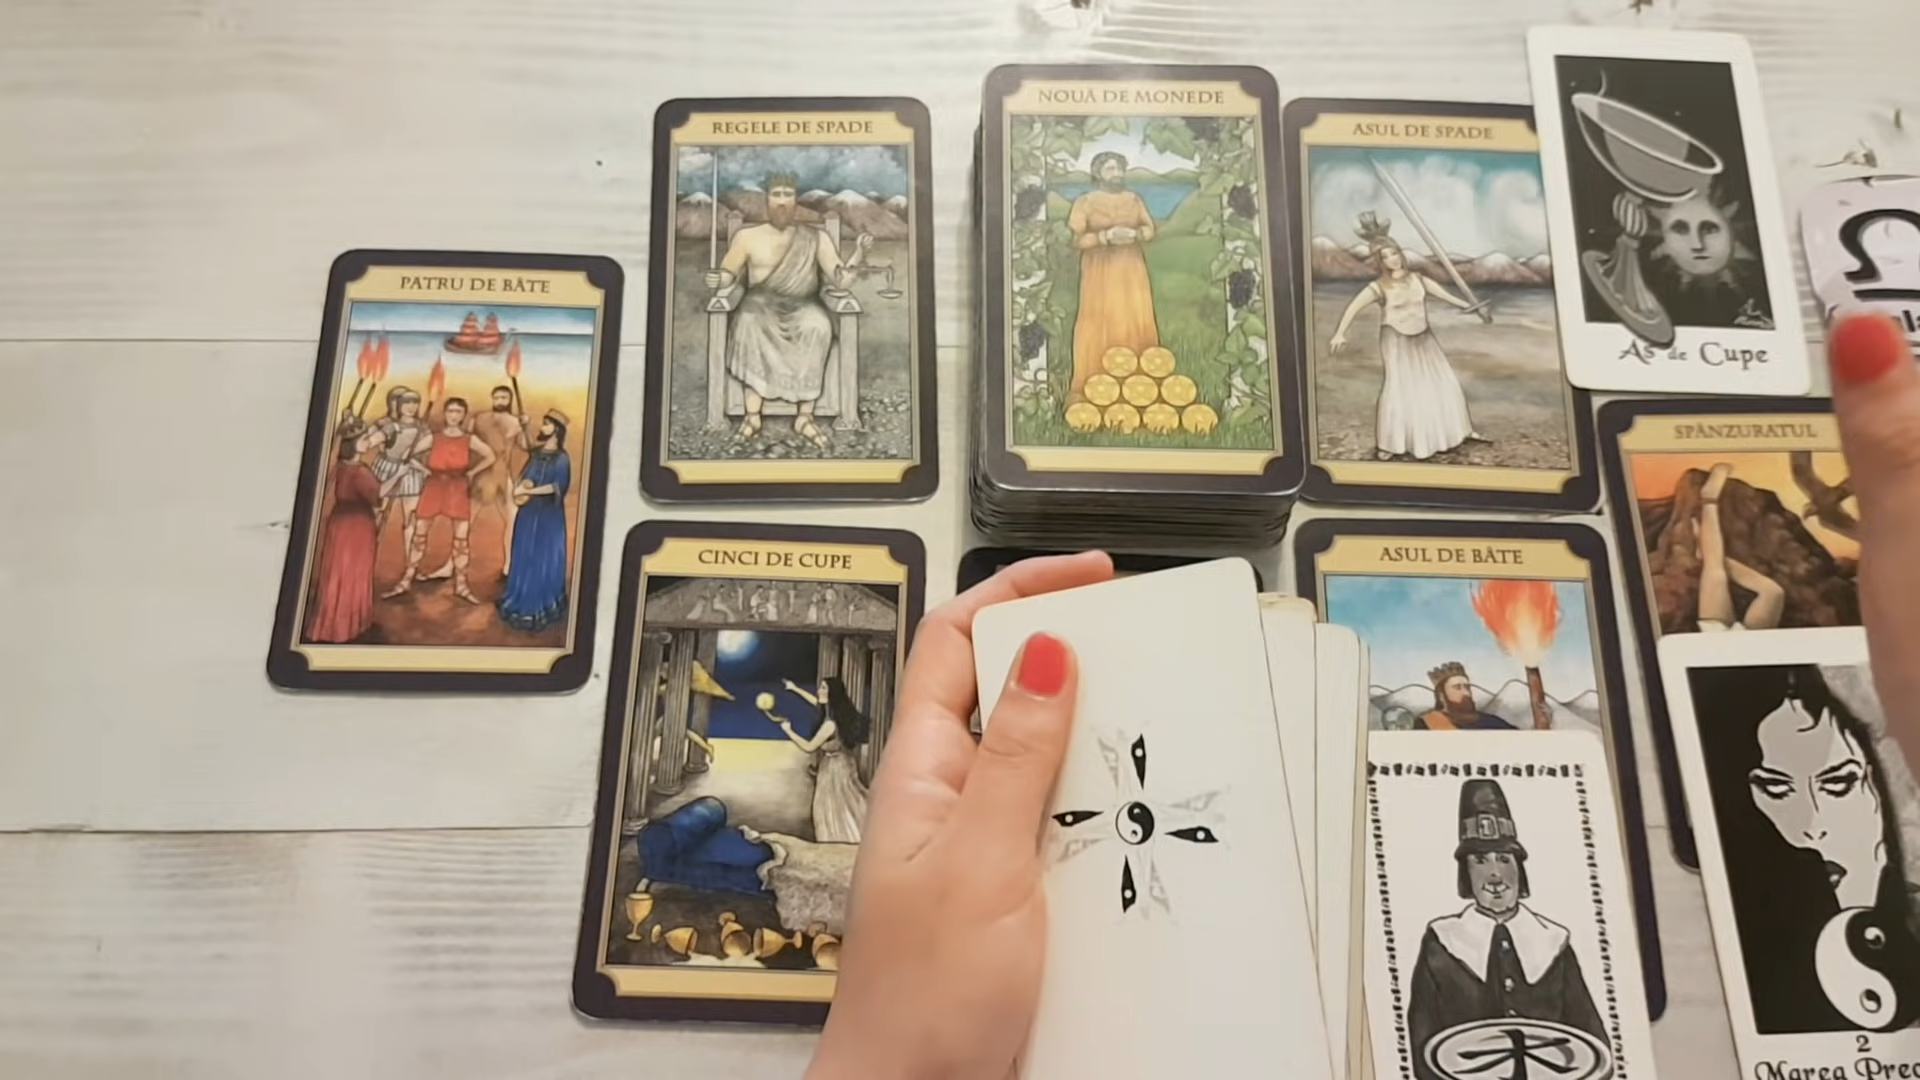 PATRU DE BÂTE
REGELE DE SPADE
NOUĂ DE MONEDE
ASUL DE SPADE
As de Cupe
SPÂNZURATUL
CINCI DE CUPE
ASUL DE BÂTE
2
Marea